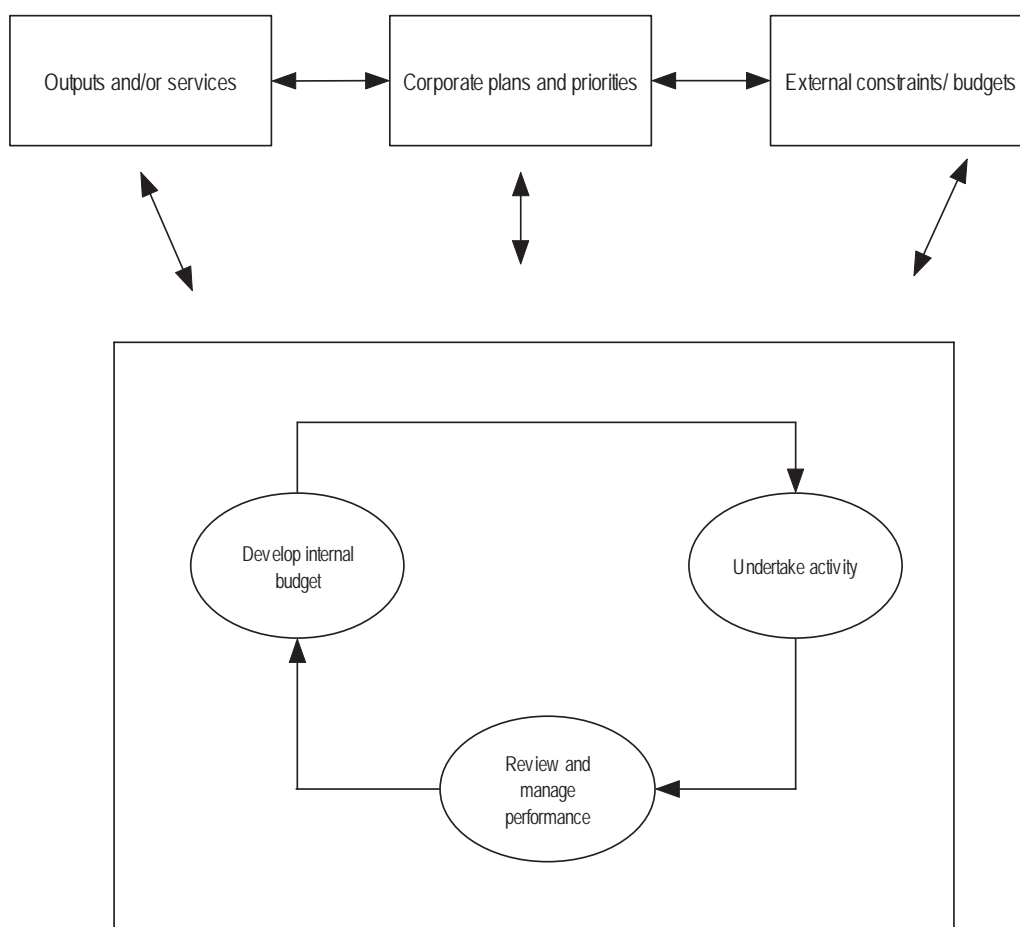 Outputs and/or services
Corporate plans and priorities
External constraints/ budgets
Develop internal
budget
Undertake activity
Review and
manage
performance